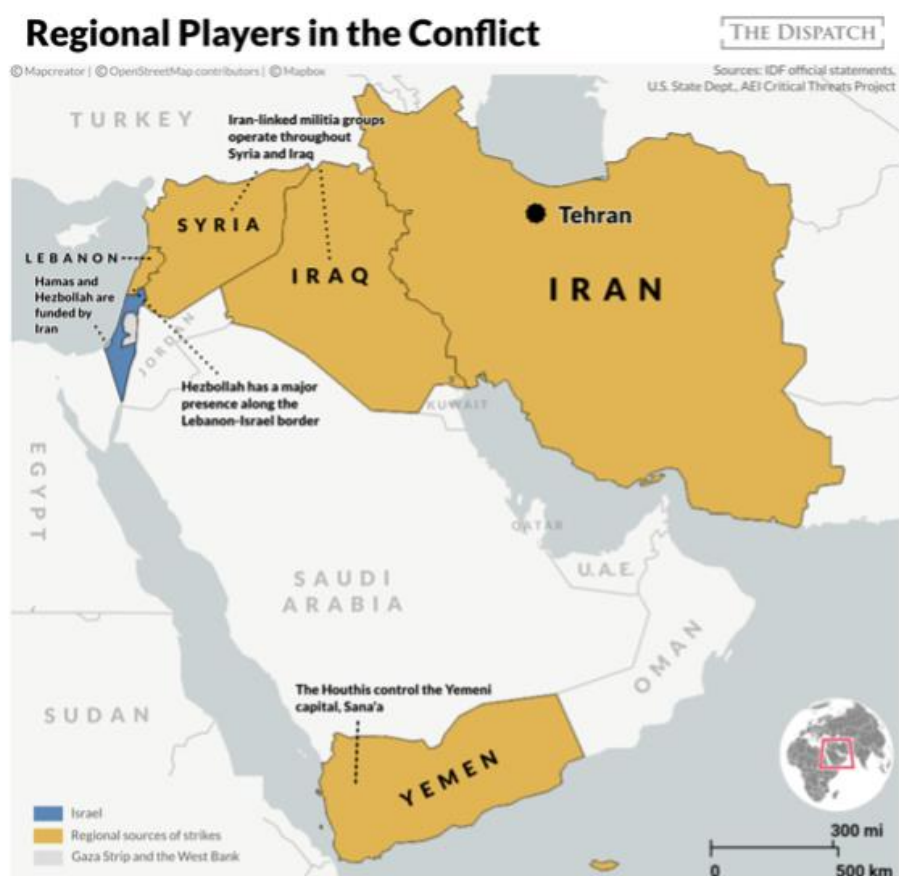 Regional Players in the Conflict
THE DISPATCH
© Mapcreator | © OpenStreetMap contributors | © Mapbox
Sources: IDF official statements,
U.S. State Dept., AEI Critical Threats Project
TURKEY
Iran-linked militia groups
operate throughout
Syria and Iraq
SYRIA
Tehran
LEBANON
IRAQ
IRAN
Hamas and
Hezbollah are
funded by
Iran
JORDAN
Hezbollah has a major
presence along the
Lebanon-Israel border
KUWAIT
EGYPT
QATAR
U.A.E.
SAUDI
ARABIA
OMAN
The Houthis control the Yemeni
capital, Sana'a
SUDAN
YEMEN
Israel
Regional sources of strikes
Gaza Strip and the West Bank
300 mi
0
500 km